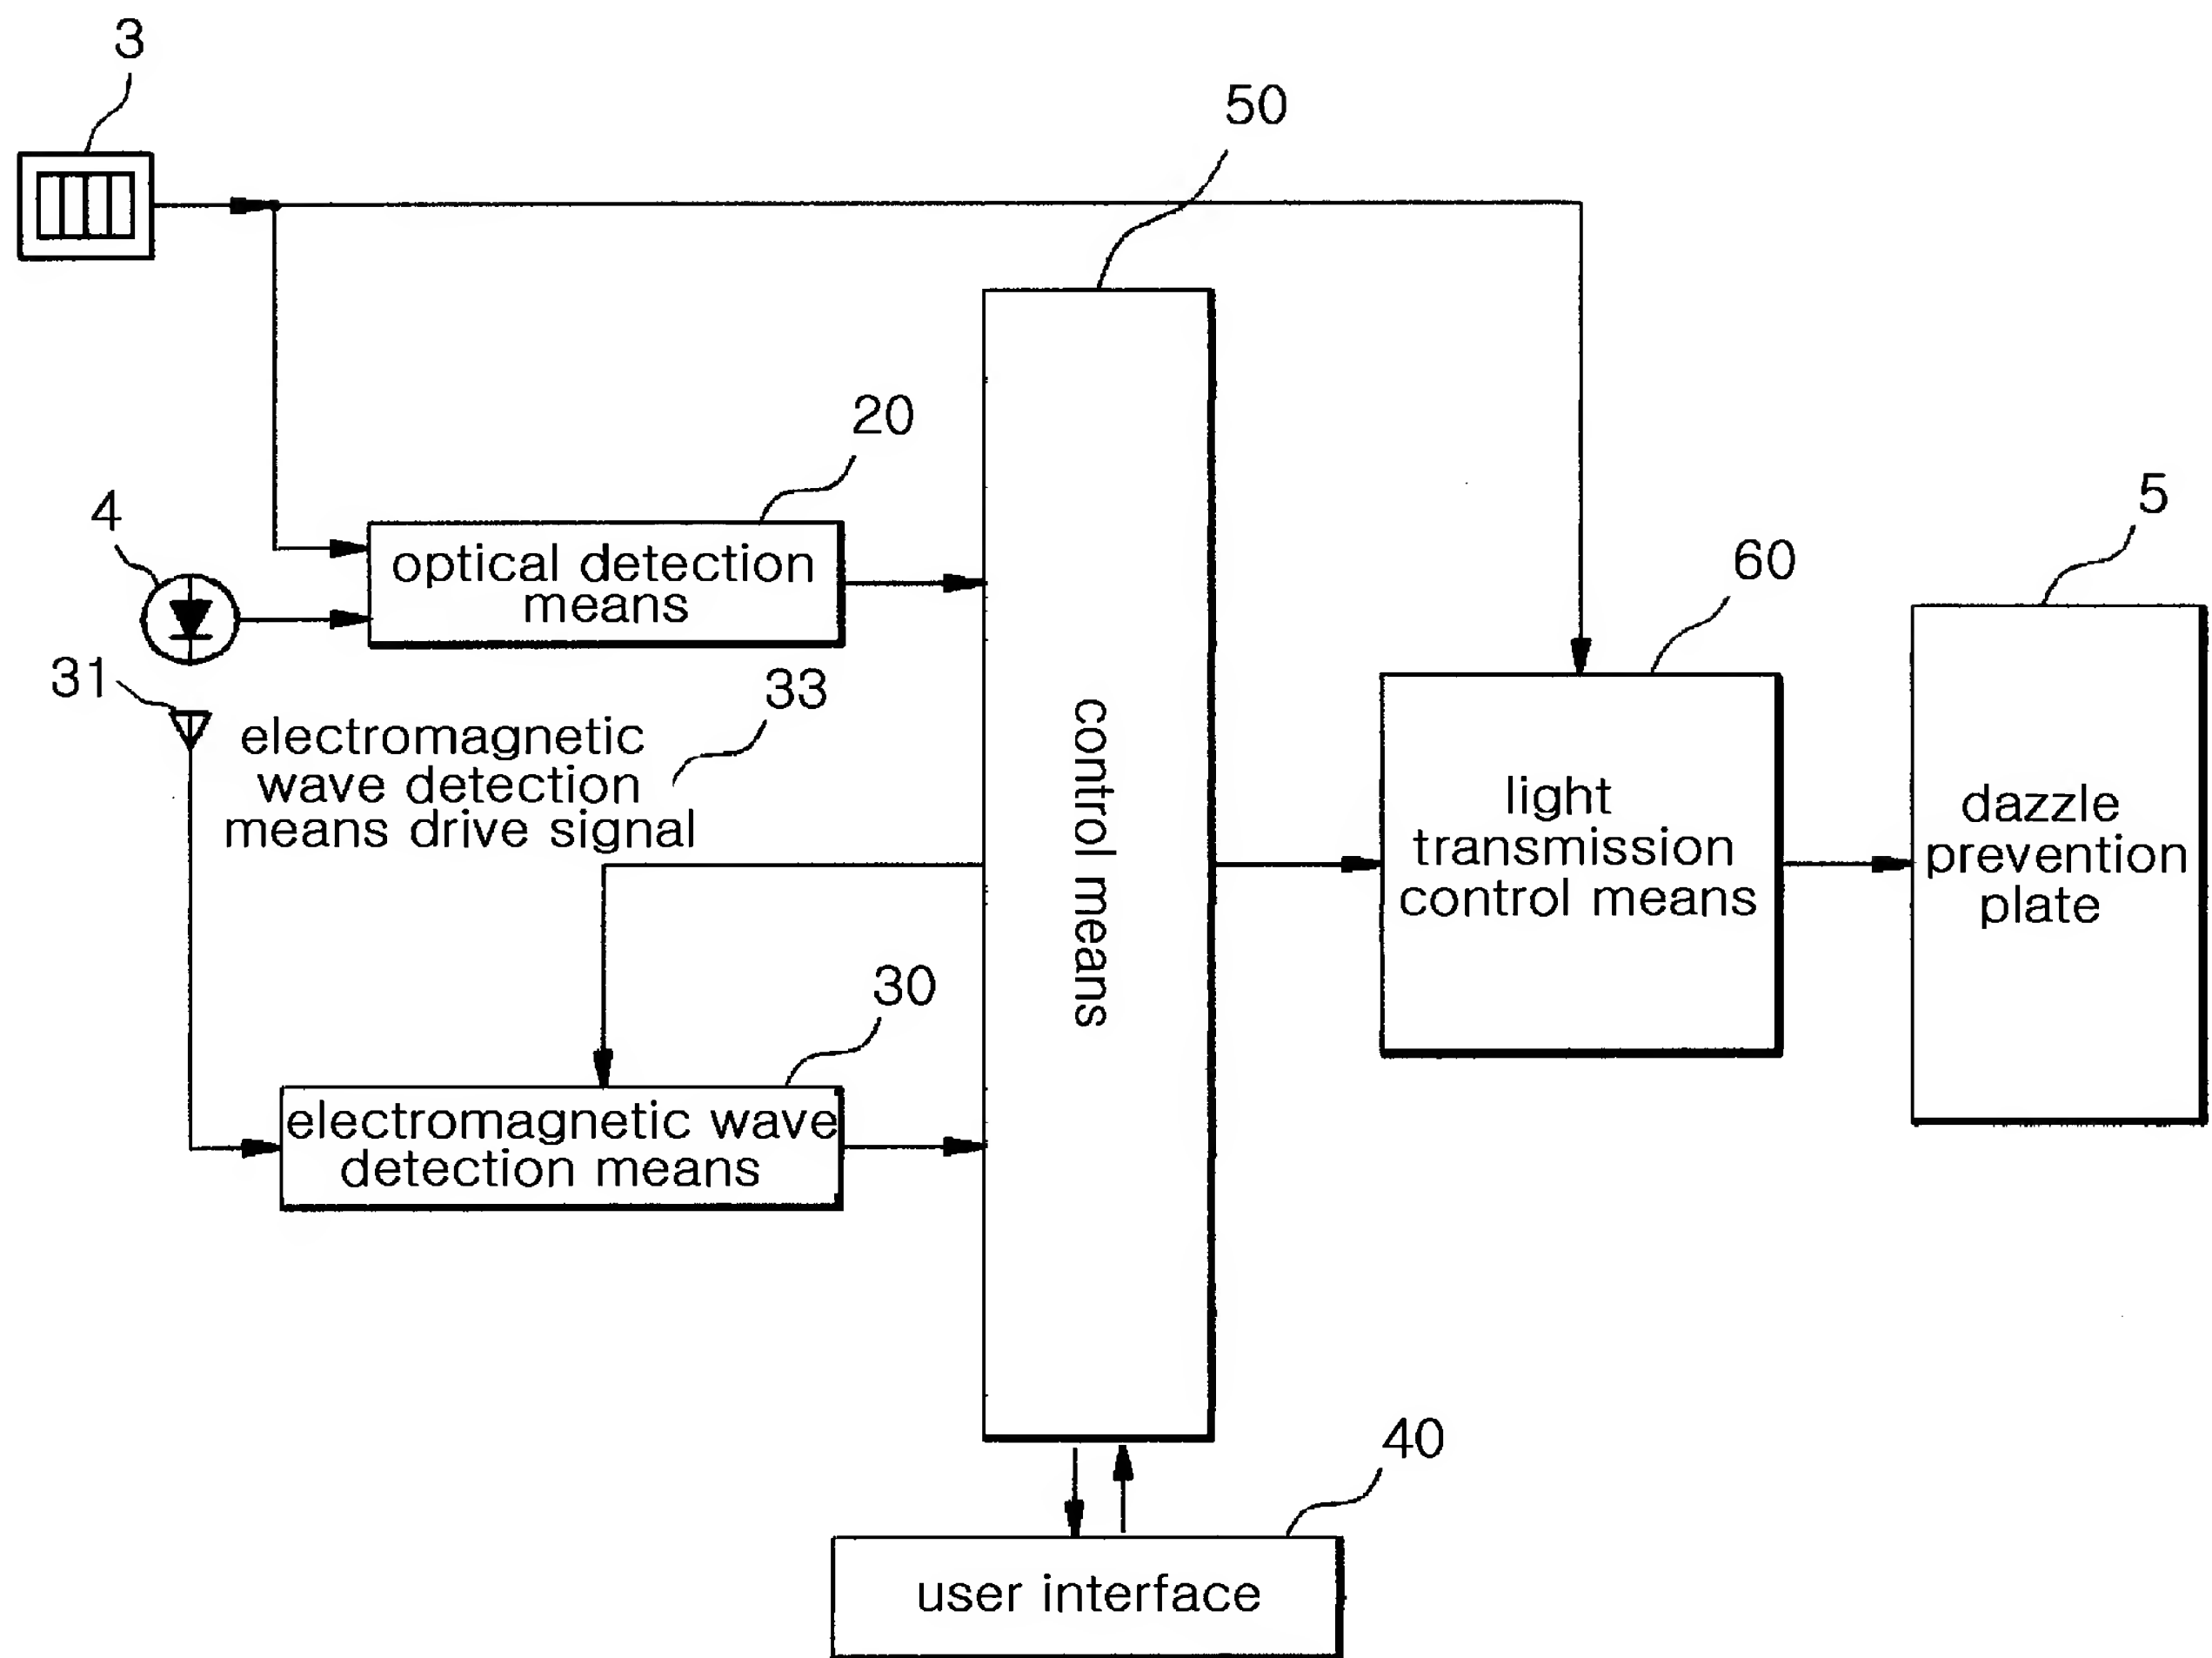 3
50
20
optical detection
means
4
31
33
electromagnetic
wave detection
means drive signal
control means
60
light
transmission
control means
5
dazzle
prevention
plate
30
electromagnetic wave
detection means
40
user interface